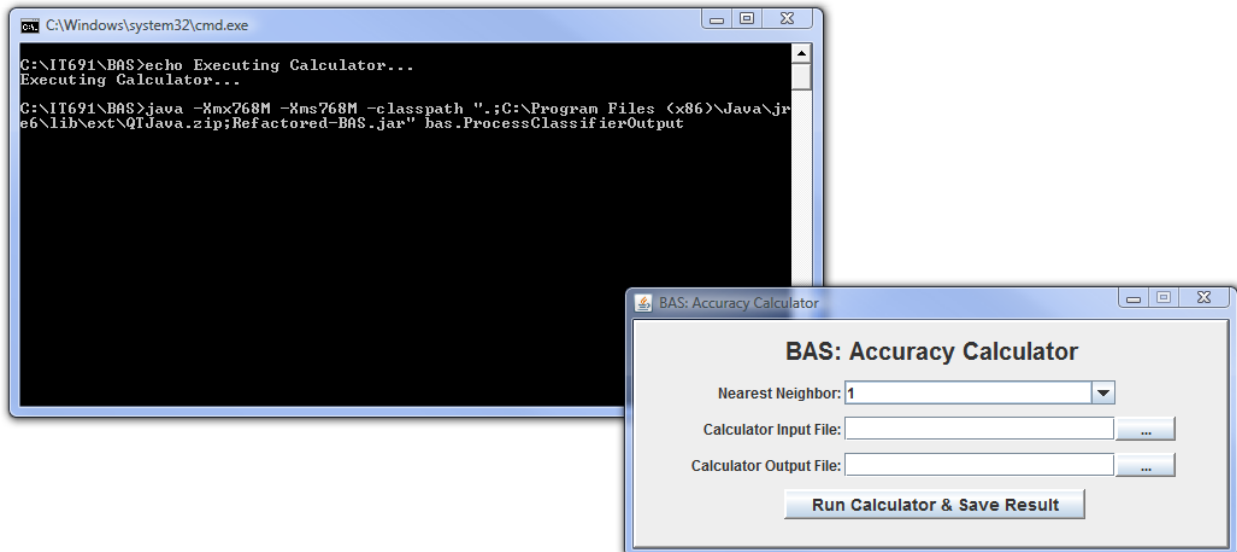 C:\Windows\system32\cmd.exe
C:\IT691\BAS>echo Executing Calculator...
Executing Calculator...
C:\IT691\BAS>java -Xmx768M -Xms768M -classpath ".;C:\Program Files (x86)\Java\jr
e6\lib\ext\QTJava.zip;Refactored-BAS.jar" bas.ProcessClassifierOutput
BAS: Accuracy Calculator
BAS: Accuracy Calculator
Nearest Neighbor: 1
Calculator Input File: ...
Calculator Output File: ...
Run Calculator & Save Result